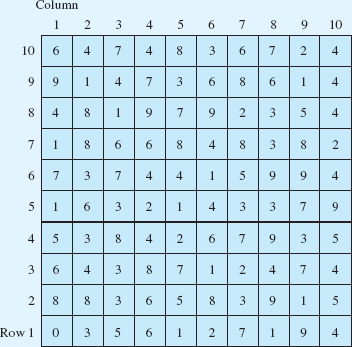 Column
1 2 3 4 5 6 7 8 9 10
10 6 4 7 4 8 3 6 7 2 4
9 9 1 4 7 3 6 8 6 1 4
8 4 8 1 9 7 9 2 3 5 4
7 1 8 6 6 8 4 8 3 8 2
6 7 3 7 4 4 1 5 9 9 4
5 1 6 3 2 1 4 3 3 7 9
4 5 3 8 4 2 6 7 9 3 5
3 6 4 3 8 7 1 2 4 7 4
2 8 8 3 6 5 8 3 9 1 5
Row 1 0 3 5 6 1 2 7 1 9 4